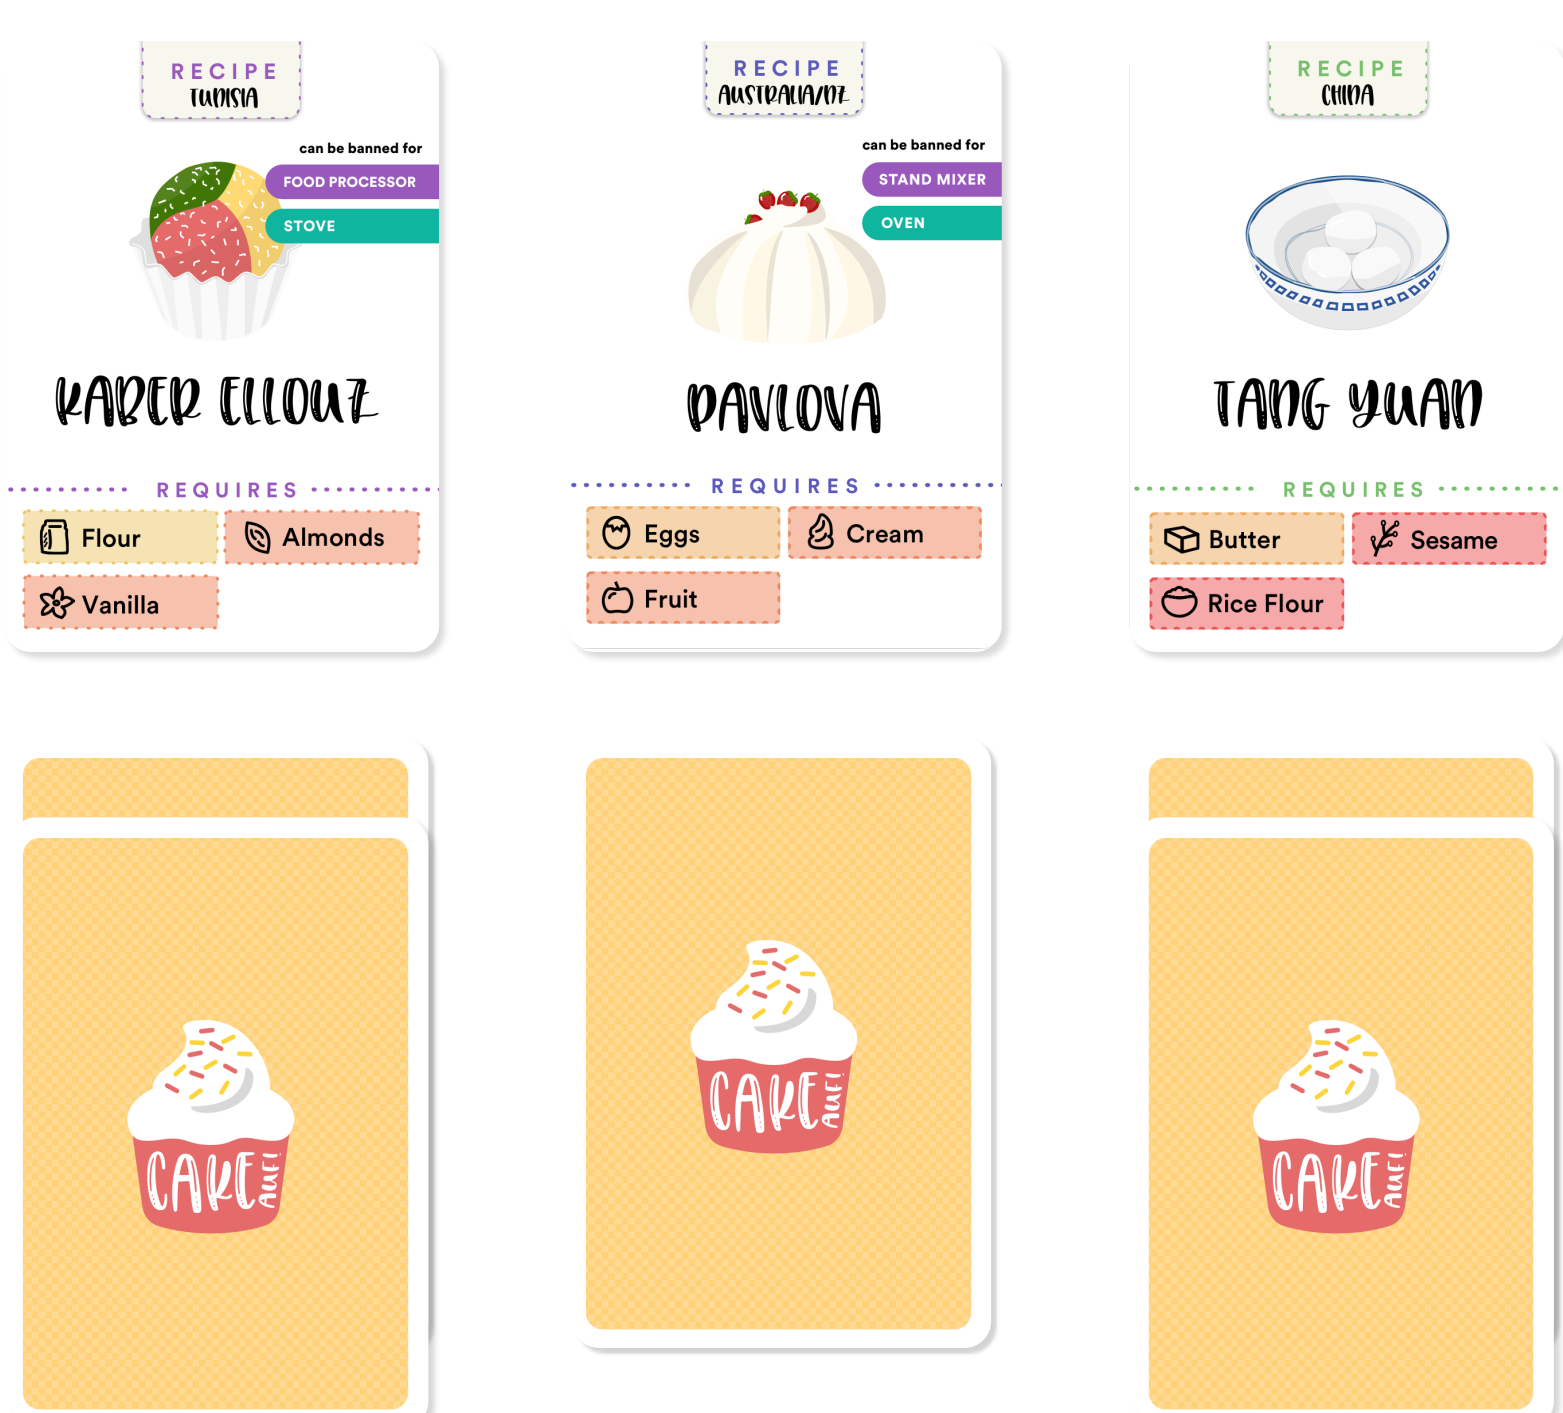 RECIPE
TUNISIA
can be banned for
FOOD PROCESSOR
STOVE
KABER ELLOUZ
REQUIRES
Flour
Almonds
Vanilla
RECIPE
AUSTRALIA/NZ
can be banned for
STAND MIXER
OVEN
PAVLOVA
REQUIRES
Eggs
Cream
Fruit
RECIPE
CHINA
TANG YUAN
REQUIRES
Butter
Sesame
Rice Flour
CAKE
AUF!
CAKE
AUF!
CAKE
AUF!